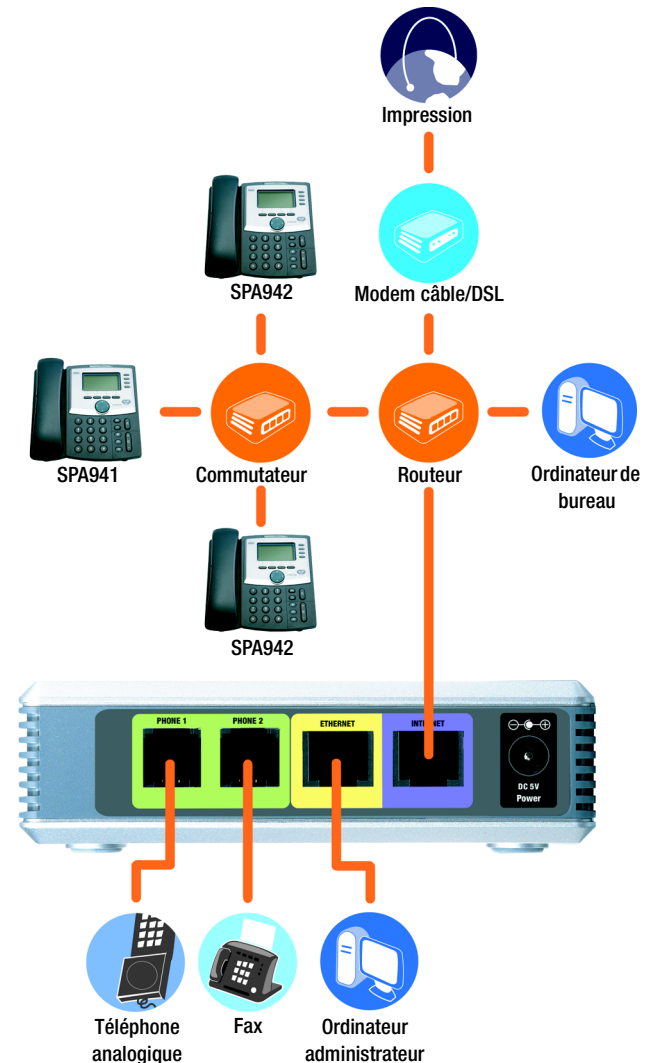 Impression
SPA942
Modem câble/DSL
SPA941
Commutateur
Routeur
Ordinateur de
bureau
SPA942
PHONE 1
PHONE 2
ETHERNET
DC 5V
Power
Téléphone
analogique
Fax
Ordinateur
administrateur